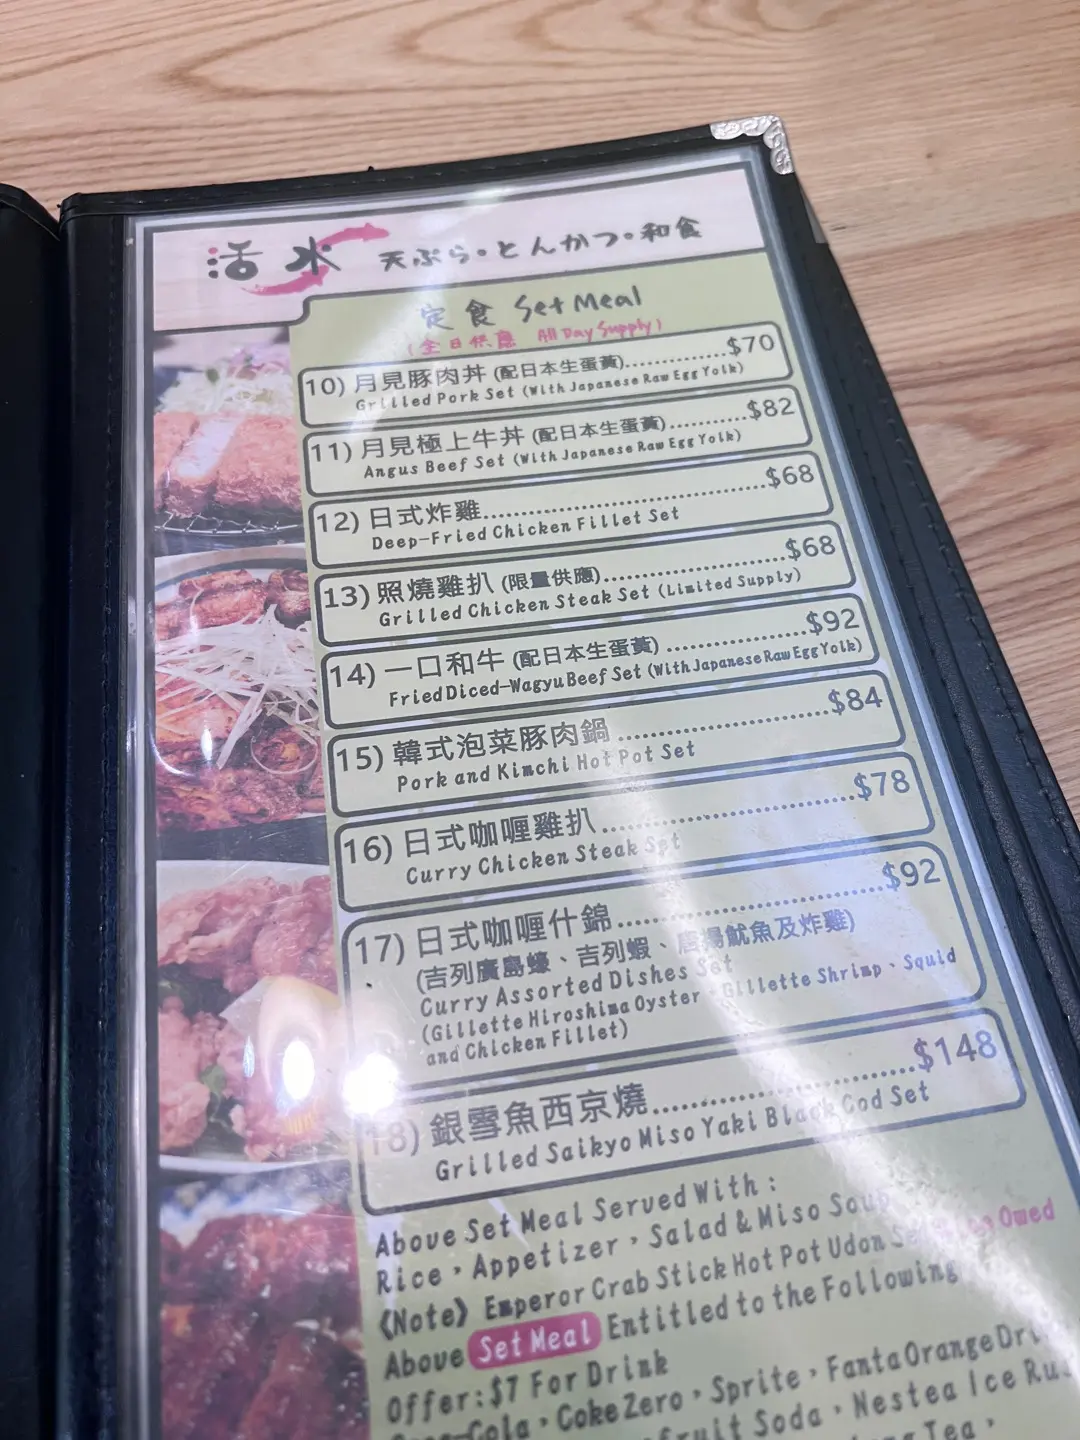 活水 天ぷら・とんかつ・和食
定食 Set Meal
(全日供應 All Day Supply)
10) 月見豚肉丼 (配日本生蛋黃)..............$70
Grilled Pork Set (With Japanese Raw Egg Yolk)
11) 月見極上牛丼 (配日本生蛋黃)...........$82
Angus Beef Set (With Japanese Raw Egg Yolk)
12) 日式炸雞....................................$68
Deep-Fried Chicken Fillet Set
13) 照燒雞扒 (限量供應).......................$68
Grilled Chicken Steak Set (Limited Supply)
14) 一口和牛 (配日本生蛋黃) .................$92
Fried Diced-Wagyu Beef Set (With Japanese Raw Egg Yolk)
15) 韓式泡菜豚肉鍋 ..........................$84
Pork and Kimchi Hot Pot Set
16) 日式咖喱雞扒..............................$78
Curry Chicken Steak Set
17) 日式咖喱什錦..............................$92
(吉列廣島蠔、吉列蝦、唐揚魷魚及炸雞)
Curry Assorted Dishes Set
(Gillette Hiroshima Oyster、Gillette Shrimp、Squid
and Chicken Fillet)
18) 銀雪魚西京燒..............................$148
Grilled Saikyo Miso Yaki Black Cod Set
Above Set Meal Served With :
Rice，Appetizer，Salad & Miso Soup
《Note》Emperor Crab Stick Hot Pot Udon Owed
Above Set Meal Entitled to the Following
Offer: $7 For Drink
Coke Zero，Sprite，Fanta Orange
Soda，Nestea Ice
Tea，